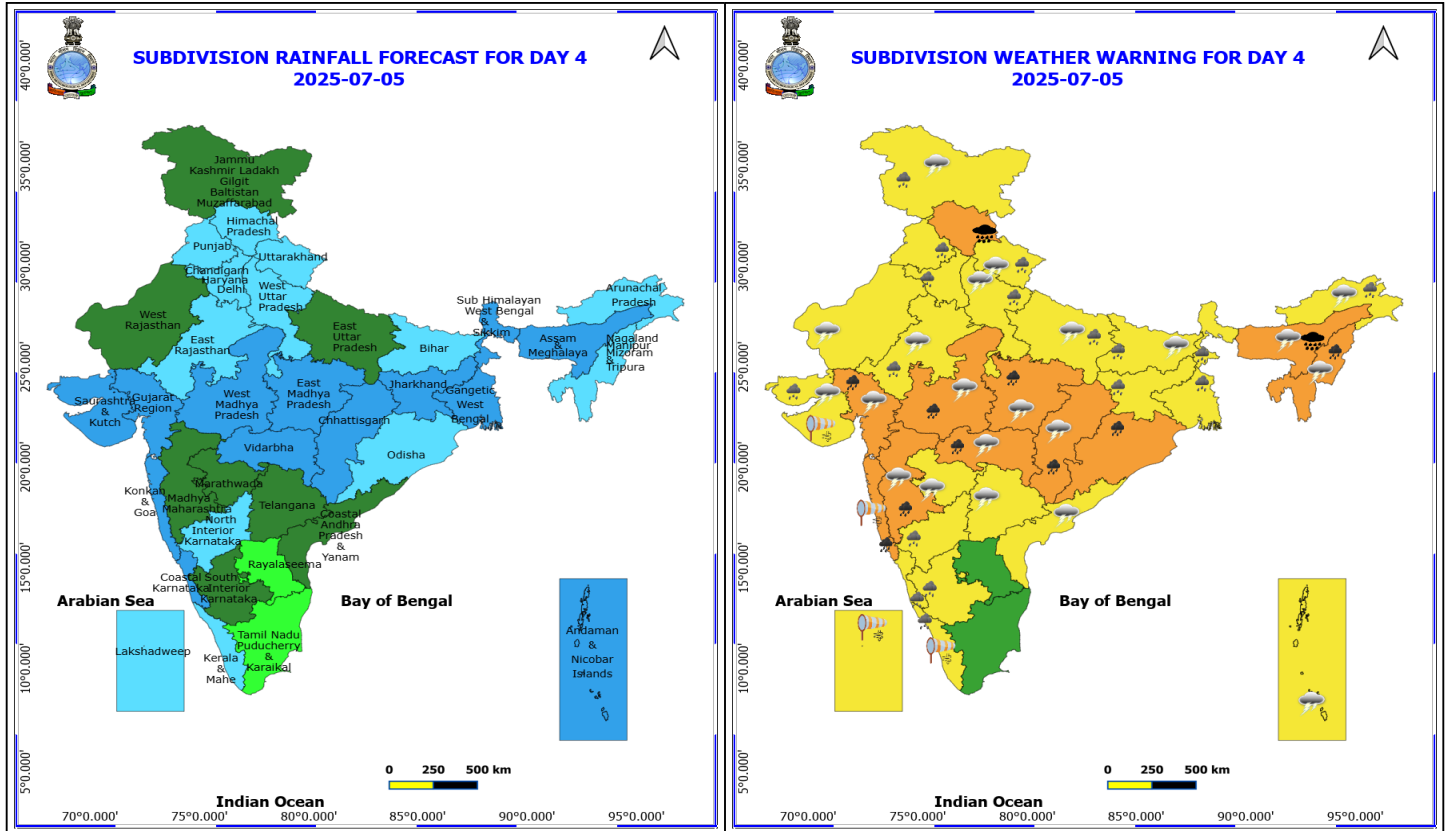 SUBDIVISION RAINFALL FORECAST FOR DAY 4
2025-07-05
40°0.000'
35°0.000'
30°0.000'
25°0.000'
20°0.000'
15°0.000'
10°0.000'
5°0.000'
Jammu
Kashmir Ladakh
Gilgit
Baltistan
Muzaffarabad
Himachal
Pradesh
Punjab
Uttarakhand
Chandigarh
Haryana
Delhi
West
Uttar
Pradesh
West
Rajasthan
East
Rajasthan
East
Uttar
Pradesh
Bihar
Sub Himalayan
West Bengal
&
Sikkim
Arunachal
Pradesh
Assam
&
Meghalaya
Nagaland
Manipur
Mizoram
&
Tripura
Saurashtra
&
Kutch
Gujarat
Region
West
Madhya
Pradesh
East
Madhya
Pradesh
Jharkhand
Gangetic
West
Bengal
Chhattisgarh
Vidarbha
Odisha
Konkan
&
Goa
Madhya
Maharashtra
Marathwada
Telangana
North
Interior
Karnataka
Coastal
Andhra
Pradesh
&
Yanam
Rayalaseema
Coastal
Karnataka
South
Interior
Karnataka
Tamil Nadu
Puducherry
&
Karaikal
Kerala
&
Mahe
Arabian Sea
Lakshadweep
Bay of Bengal
Andaman
&
Nicobar
Islands
0 250 500 km
Indian Ocean
70°0.000' 75°0.000' 80°0.000' 85°0.000' 90°0.000' 95°0.000'
SUBDIVISION WEATHER WARNING FOR DAY 4
2025-07-05
40°0.000'
35°0.000'
30°0.000'
25°0.000'
20°0.000'
15°0.000'
10°0.000'
5°0.000'
Arabian Sea
Bay of Bengal
0 250 500 km
Indian Ocean
70°0.000' 75°0.000' 80°0.000' 85°0.000' 90°0.000' 95°0.000'